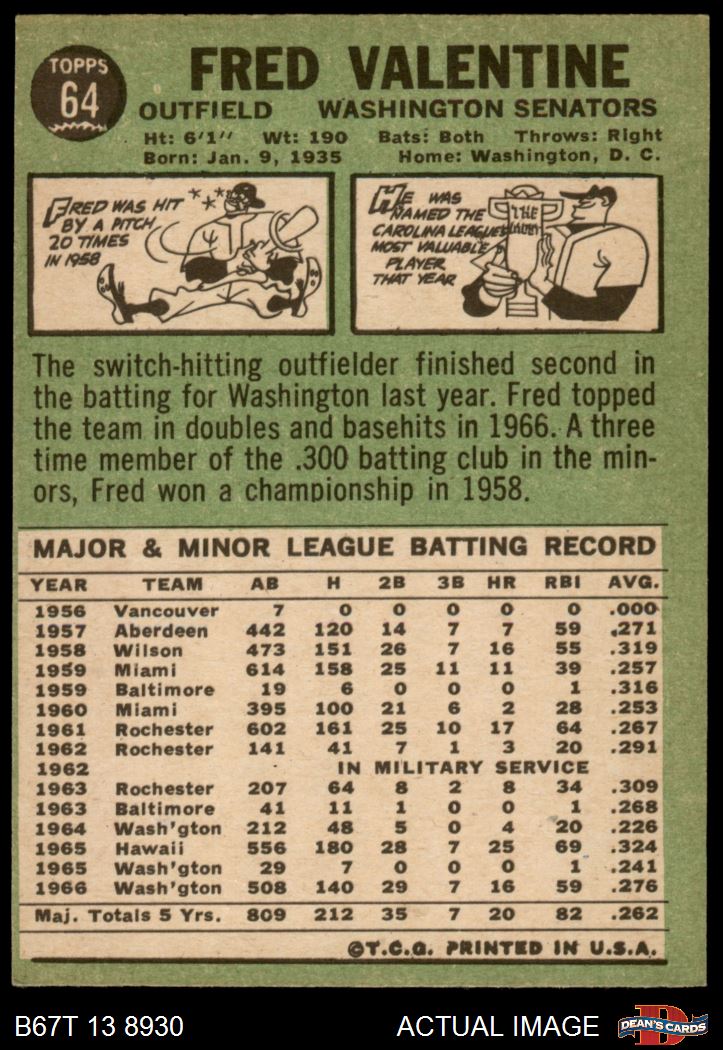 TOPPS
64
FRED VALENTINE
OUTFIELD WASHINGTON SENATORS
Ht: 6'1" Wt: 190 Bats: Both Throws: Right
Born: Jan. 9, 1935 Home: Washington, D. C.
FRED WAS HIT
BY A PITCH
20 TIMES
IN 1958
HE WAS
NAMED THE
CAROLINA LEAGUE'S
MOST VALUABLE
PLAYER
THAT YEAR
THE
The switch-hitting outfielder finished second in
the batting for Washington last year. Fred topped
the team in doubles and basehits in 1966. A three
time member of the .300 batting club in the min-
ors, Fred won a championship in 1958.
MAJOR & MINOR LEAGUE BATTING RECORD
YEAR TEAM AB H 2B 3B HR RBI AVG.
1956 Vancouver 7 0 0 0 0 0 .000
1957 Aberdeen 442 120 14 7 7 59 .271
1958 Wilson 473 151 26 7 16 55 .319
1959 Miami 614 158 25 11 11 39 .257
1959 Baltimore 19 6 0 0 0 1 .316
1960 Miami 395 100 21 6 2 28 .253
1961 Rochester 602 161 25 10 17 64 .267
1962 Rochester 141 41 7 1 3 20 .291
1962 IN MILITARY SERVICE
1963 Rochester 207 64 8 2 8 34 .309
1963 Baltimore 41 11 1 0 0 1 .268
1964 Wash'gton 212 48 5 0 4 20 .226
1965 Hawaii 556 180 28 7 25 69 .324
1965 Wash'gton 29 7 0 0 0 1 .241
1966 Wash'gton 508 140 29 7 16 59 .276
Maj. Totals 5 Yrs. 809 212 35 7 20 82 .262
©T.C.G. PRINTED IN U.S.A.
B67T 13 8930 ACTUAL IMAGE
D
DEAN'S CARDS